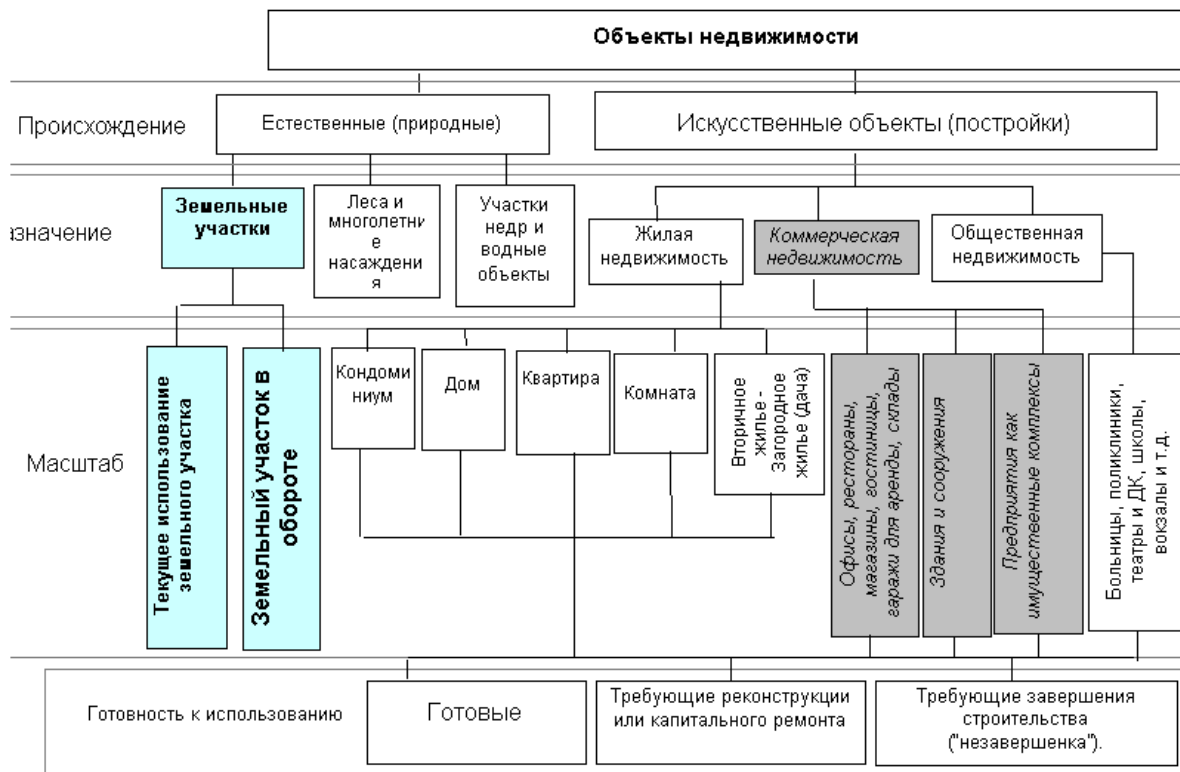 Объекты недвижимости
Происхождение
Естественные (природные)
Искусственные объекты (постройки)
азначение
Земельные
участки
Леса и
многолетни
е
насаждени
я
Участки
недр и
водные
объекты
Жилая
недвижимость
Коммерческая
недвижимость
Общественная
недвижимость
Масштаб
Текущее использование
земельного участка
Земельный участок в
обороте
Кондоми
ниум
Дом
Квартира
Комната
Вторичное
жилье -
Загородное
жилье (дача)
Офисы, рестораны,
магазины, гостиницы,
гаражи для аренды, склады
Здания и сооружения
Предприятия как
имущественные комплексы
Больницы, поликлиники,
театры и ДК, школы,
вокзалы и т.д.
Готовность к использованию
Готовые
Требующие реконструкции
или капитального ремонта
Требующие завершения
строительства
("незавершенка").